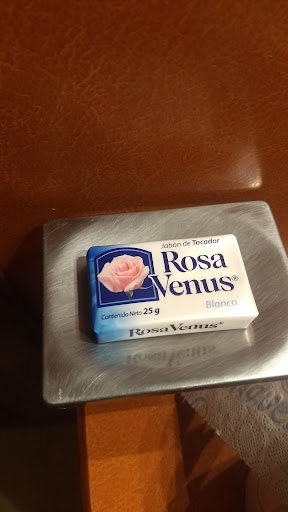 Jabón de Tocador
Rosa
Venus®
Blanco
Contenido Neto 25 g
Rosa Venus®